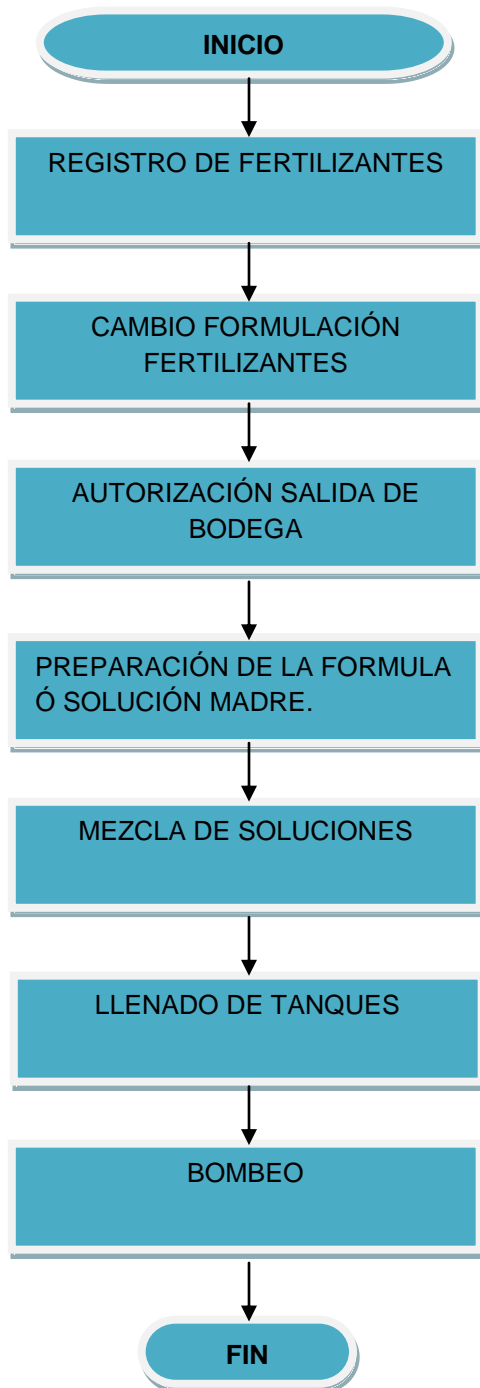 INICIO
REGISTRO DE FERTILIZANTES
CAMBIO FORMULACIÓN
FERTILIZANTES
AUTORIZACIÓN SALIDA DE
BODEGA
PREPARACIÓN DE LA FORMULA
Ó SOLUCIÓN MADRE.
MEZCLA DE SOLUCIONES
LLENADO DE TANQUES
BOMBEO
FIN